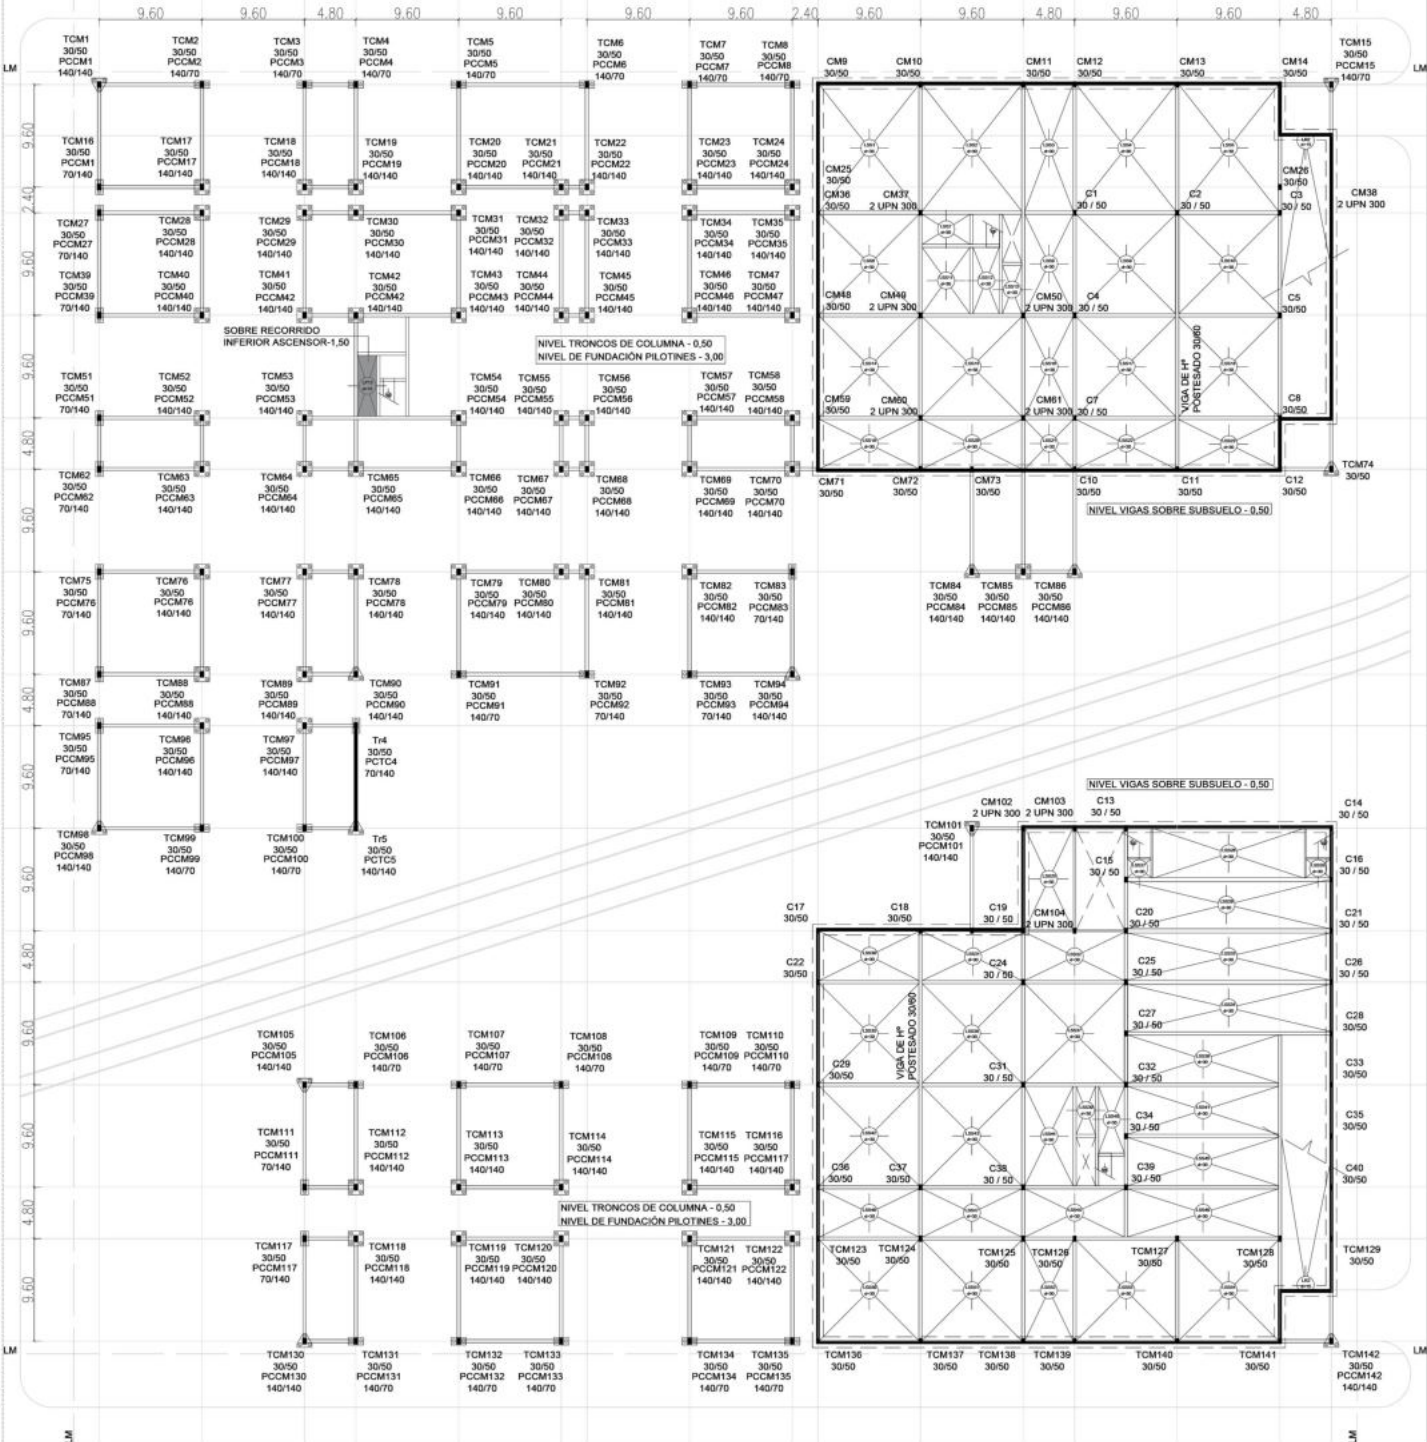 9.60 9.60 4.80 9.60 9.60 9.60 9.60 2.40 9.60 9.60 4.80 9.60 9.60 4.80
LM
LM
TCM1
30/50
PCCM1
140/140
TCM2
30/50
PCCM2
140/70
TCM3
30/50
PCCM3
140/70
TCM4
30/50
PCCM4
140/70
TCM5
30/50
PCCM5
140/70
TCM6
30/50
PCCM6
140/70
TCM7
30/50
PCCM7
140/70
TCM8
30/50
PCCM8
140/70
CM9
30/50
CM10
30/50
CM11
30/50
CM12
30/50
CM13
30/50
CM14
30/50
TCM15
30/50
PCCM15
140/70
9.60
TCM16
30/50
PCCM1
70/140
TCM17
30/50
PCCM17
140/140
TCM18
30/50
PCCM18
140/140
TCM19
30/50
PCCM19
140/140
TCM20
30/50
PCCM20
140/140
TCM21
30/50
PCCM21
140/140
TCM22
30/50
PCCM22
140/140
TCM23
30/50
PCCM23
140/140
TCM24
30/50
PCCM24
140/140
CM25
30/50
CM26
30/50
2.40
TCM27
30/50
PCCM27
70/140
TCM28
30/50
PCCM28
140/140
TCM29
30/50
PCCM29
140/140
TCM30
30/50
PCCM30
140/140
TCM31
30/50
PCCM31
140/140
TCM32
30/50
PCCM32
140/140
TCM33
30/50
PCCM33
140/140
TCM34
30/50
PCCM34
140/140
TCM35
30/50
PCCM35
140/140
CM36
30/50
CM37
2 UPN 300
C1
30 / 50
C2
30 / 50
C3
30 / 50
CM38
2 UPN 300
9.60
TCM39
30/50
PCCM39
70/140
TCM40
30/50
PCCM40
140/140
TCM41
30/50
PCCM42
140/140
TCM42
30/50
PCCM42
140/140
TCM43
30/50
PCCM43
140/140
TCM44
30/50
PCCM44
140/140
TCM45
30/50
PCCM45
140/140
TCM46
30/50
PCCM46
140/140
TCM47
30/50
PCCM47
140/140
CM48
30/50
CM49
2 UPN 300
CM50
2 UPN 300
C4
30 / 50
C5
30/50
SOBRE RECORRIDO
INFERIOR ASCENSOR-1,50
NIVEL TRONCOS DE COLUMNA - 0,50
NIVEL DE FUNDACIÓN PILOTINES - 3,00
VIGA DE Hº
POSTESADO 30/60
9.60
TCM51
30/50
PCCM51
70/140
TCM52
30/50
PCCM52
140/140
TCM53
30/50
140/140
TCM54
30/50
PCCM54
140/140
TCM55
30/50
PCCM55
140/140
TCM56
30/50
PCCM56
140/140
TCM57
30/50
PCCM57
140/140
TCM58
30/50
PCCM58
140/140
CM59
30/50
CM60
2 UPN 300
CM61
2 UPN 300
C7
30 / 50
C8
30/50
4.80
TCM62
30/50
PCCM62
70/140
TCM63
30/50
PCCM63
140/140
TCM64
30/50
PCCM64
140/140
TCM65
30/50
PCCM65
140/140
TCM66
30/50
PCCM66
140/140
TCM67
30/50
PCCM67
140/140
TCM68
30/50
PCCM68
140/140
TCM69
30/50
PCCM69
140/140
TCM70
30/50
PCCM70
140/140
CM71
30/50
CM72
30/50
CM73
30/50
C10
30/50
C11
30/50
C12
30/50
TCM74
30/50
NIVEL VIGAS SOBRE SUBSUELO - 0,50
9.60
TCM75
30/50
PCCM76
70/140
TCM76
30/50
PCCM76
140/140
TCM77
30/50
PCCM77
140/140
TCM78
30/50
PCCM78
140/140
TCM79
30/50
PCCM79
140/140
TCM80
30/50
PCCM80
140/140
TCM81
30/50
PCCM81
140/140
TCM82
30/50
PCCM82
140/140
TCM83
30/50
PCCM83
70/140
TCM84
30/50
PCCM84
140/140
TCM85
30/50
PCCM85
140/140
TCM86
30/50
PCCM86
140/140
9.60
TCM87
30/50
PCCM88
70/140
TCM88
30/50
PCCM88
140/140
TCM89
30/50
PCCM89
140/140
TCM90
30/50
PCCM90
140/140
TCM91
30/50
PCCM91
140/70
TCM92
30/50
PCCM92
70/140
TCM93
30/50
PCCM93
70/140
TCM94
30/50
PCCM94
140/140
4.80
TCM95
30/50
PCCM95
70/140
TCM96
30/50
PCCM96
140/140
TCM97
30/50
PCCM97
140/140
Tr4
30/50
PCTC4
70/140
9.60
NIVEL VIGAS SOBRE SUBSUELO - 0,50
TCM98
30/50
PCCM98
140/140
TCM99
30/50
PCCM99
140/70
TCM100
30/50
PCCM100
140/70
Tr5
30/50
PCTC5
140/140
TCM101
30/50
PCCM101
140/140
CM102
2 UPN 300
CM103
2 UPN 300
C13
30 / 50
C14
30 / 50
C15
30 / 50
C16
30 / 50
9.60
C17
30/50
C18
30/50
C19
30 / 50
CM104
2 UPN 300
C20
30 / 50
C21
30 / 50
4.80
C22
30/50
C24
30 / 50
C25
30 / 50
C26
30 / 50
9.60
VIGA DE Hº
POSTESADO 30/60
C27
30 / 50
C28
30/50
TCM105
30/50
PCCM105
140/140
TCM106
30/50
PCCM106
140/70
TCM107
30/50
PCCM107
140/70
TCM108
30/50
PCCM108
140/70
TCM109
30/50
PCCM109
140/70
TCM110
30/50
PCCM110
140/70
C29
30/50
C31
30 / 50
C32
30 / 50
C33
30/50
9.60
TCM111
30/50
PCCM111
70/140
TCM112
30/50
PCCM112
140/140
TCM113
30/50
PCCM113
140/140
TCM114
30/50
PCCM114
140/140
TCM115
30/50
PCCM115
140/140
TCM116
30/50
PCCM117
140/140
C34
30 / 50
C35
30/50
C36
30/50
C37
30/50
C38
30 / 50
C39
30 / 50
C40
30/50
4.80
NIVEL TRONCOS DE COLUMNA - 0,50
NIVEL DE FUNDACIÓN PILOTINES - 3,00
TCM117
30/50
PCCM117
70/140
TCM118
30/50
PCCM118
140/140
TCM119
30/50
PCCM119
140/140
TCM120
30/50
PCCM120
140/140
TCM121
30/50
PCCM121
140/140
TCM122
30/50
PCCM122
140/140
TCM123
30/50
TCM124
30/50
TCM125
30/50
TCM126
30/50
TCM127
30/50
TCM128
30/50
TCM129
30/50
9.60
LM
LM
TCM130
30/50
PCCM130
140/140
TCM131
30/50
PCCM131
140/70
TCM132
30/50
PCCM132
140/70
TCM133
30/50
PCCM133
140/70
TCM134
30/50
PCCM134
140/70
TCM135
30/50
PCCM135
140/70
TCM136
30/50
TCM137
30/50
TCM138
30/50
TCM139
30/50
TCM140
30/50
TCM141
30/50
TCM142
30/50
PCCM142
140/140
LM
LM